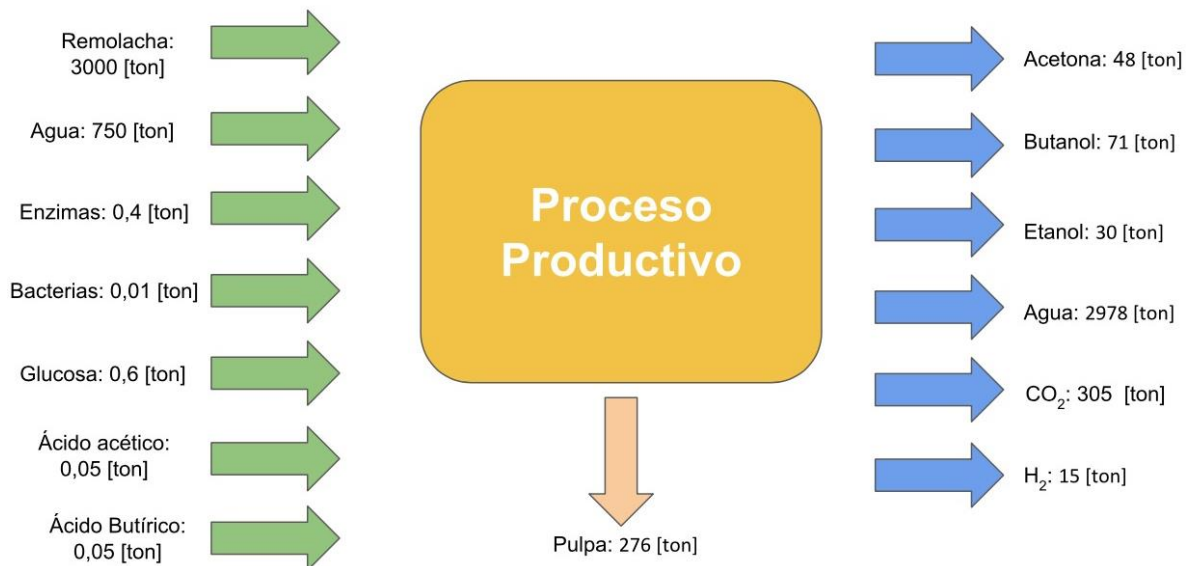 Remolacha:
3000 [ton]
Agua: 750 [ton]
Enzimas: 0,4 [ton]
Bacterias: 0,01 [ton]
Glucosa: 0,6 [ton]
Ácido acético:
0,05 [ton]
Ácido Butírico:
0,05 [ton]
Proceso
Productivo
Pulpa: 276 [ton]
Acetona: 48 [ton]
Butanol: 71 [ton]
Etanol: 30 [ton]
Agua: 2978 [ton]
CO₂: 305 [ton]
H₂: 15 [ton]